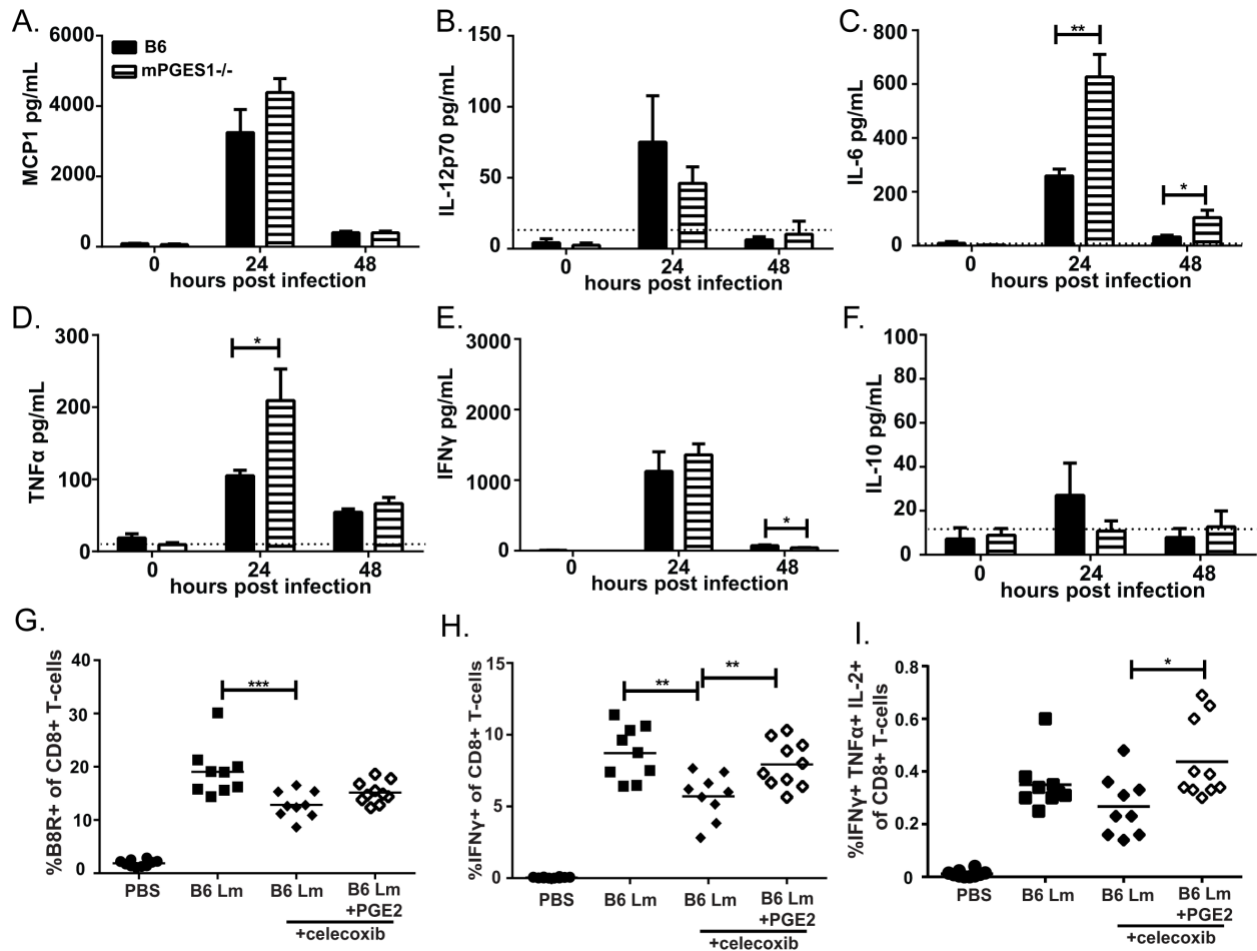 A.
6000
4000
2000
0
MCP1 pg/mL
B6
mPGES1-/-
0 24 48
hours post infection
B.
150
100
50
0
IL-12p70 pg/mL
0 24 48
hours post infection
C.
800
600
400
200
0
IL-6 pg/mL
**
*
0 24 48
hours post infection
D.
300
200
100
0
TNFα pg/mL
*
0 24 48
hours post infection
E.
3000
2000
1000
0
IFNγ pg/mL
*
0 24 48
hours post infection
F.
100
80
60
40
20
0
IL-10 pg/mL
0 24 48
hours post infection
G.
40
30
20
10
0
%B8R+ of CD8+ T-cells
***
PBS B6 Lm B6 Lm B6 Lm
+PGE2
+celecoxib
H.
15
10
5
0
%IFNγ+ of CD8+ T-cells
** **
PBS B6 Lm B6 Lm B6 Lm
+PGE2
+celecoxib
I.
0.8
0.6
0.4
0.2
0
%IFNγ+ TNFα+ IL-2+
of CD8+ T-cells
*
PBS B6 Lm B6 Lm B6 Lm
+PGE2
+celecoxib